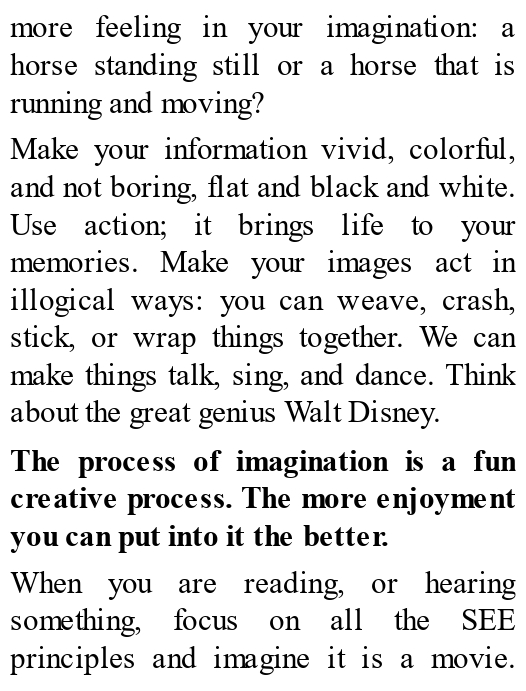 more feeling in your imagination: a
horse standing still or a horse that is
running and moving?
Make your information vivid, colorful,
and not boring, flat and black and white.
Use action; it brings life to your
memories. Make your images act in
illogical ways: you can weave, crash,
stick, or wrap things together. We can
make things talk, sing, and dance. Think
about the great genius Walt Disney.
The process of imagination is a fun
creative process. The more enjoyment
you can put into it the better.
When you are reading, or hearing
something, focus on all the SEE
principles and imagine it is a movie.